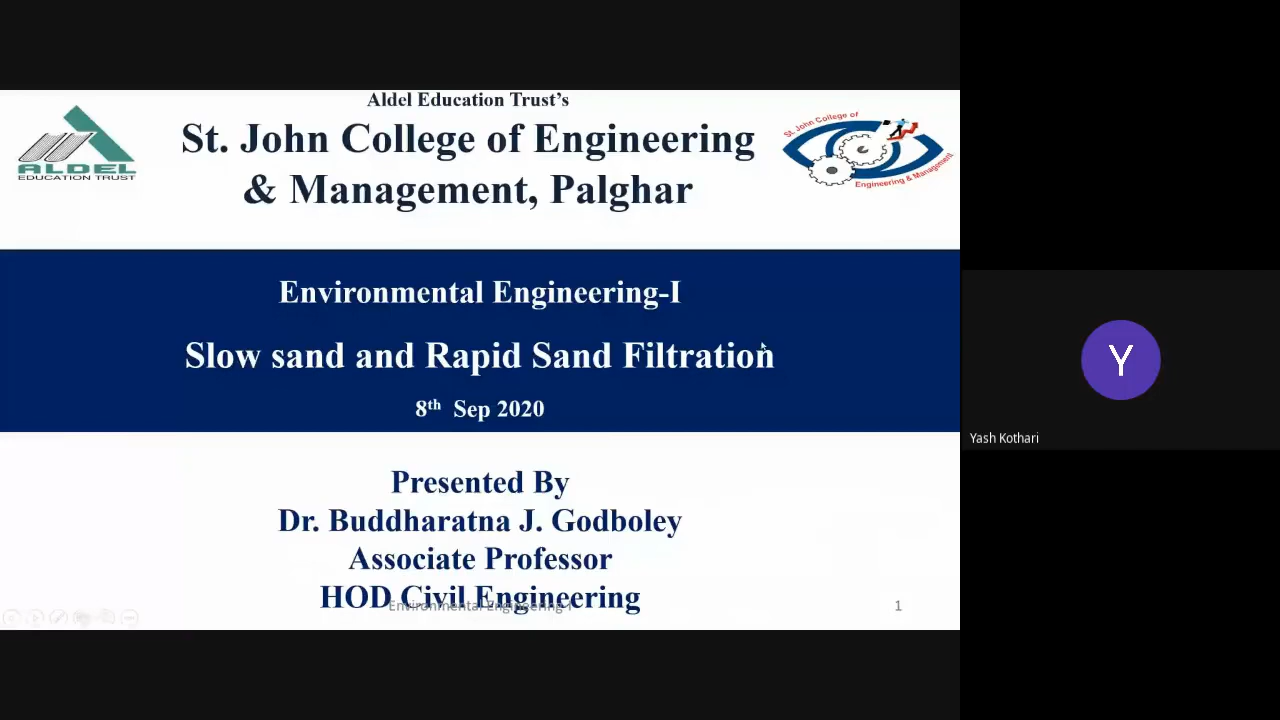 Aldel Education Trust's
St. John College of Engineering
& Management, Palghar
ALDEL
EDUCATION TRUST
St. John College of
Engineering & Management
Environmental Engineering-I
Slow sand and Rapid Sand Filtration
8th Sep 2020
Presented By
Dr. Buddharatna J. Godboley
Associate Professor
HOD Civil Engineering
Environmental Engineering-I
1
Y
Yash Kothari